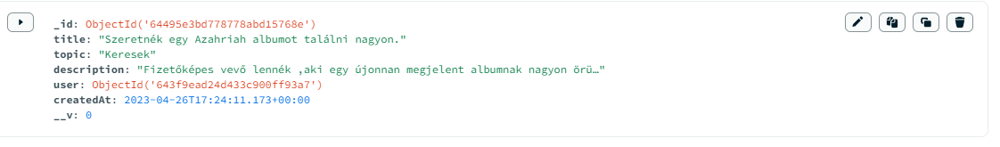 _id: ObjectId('64495e3bd778778abd15768e')
title: "Szeretnék egy Azahriah albumot találni nagyon."
topic: "Keresek"
description: "Fizetőképes vevő lennék ,aki egy újonnan megjelent albumnak nagyon örü…"
user: ObjectId('643f9ead24d433c900ff93a7')
createdAt: 2023-04-26T17:24:11.173+00:00
__v: 0